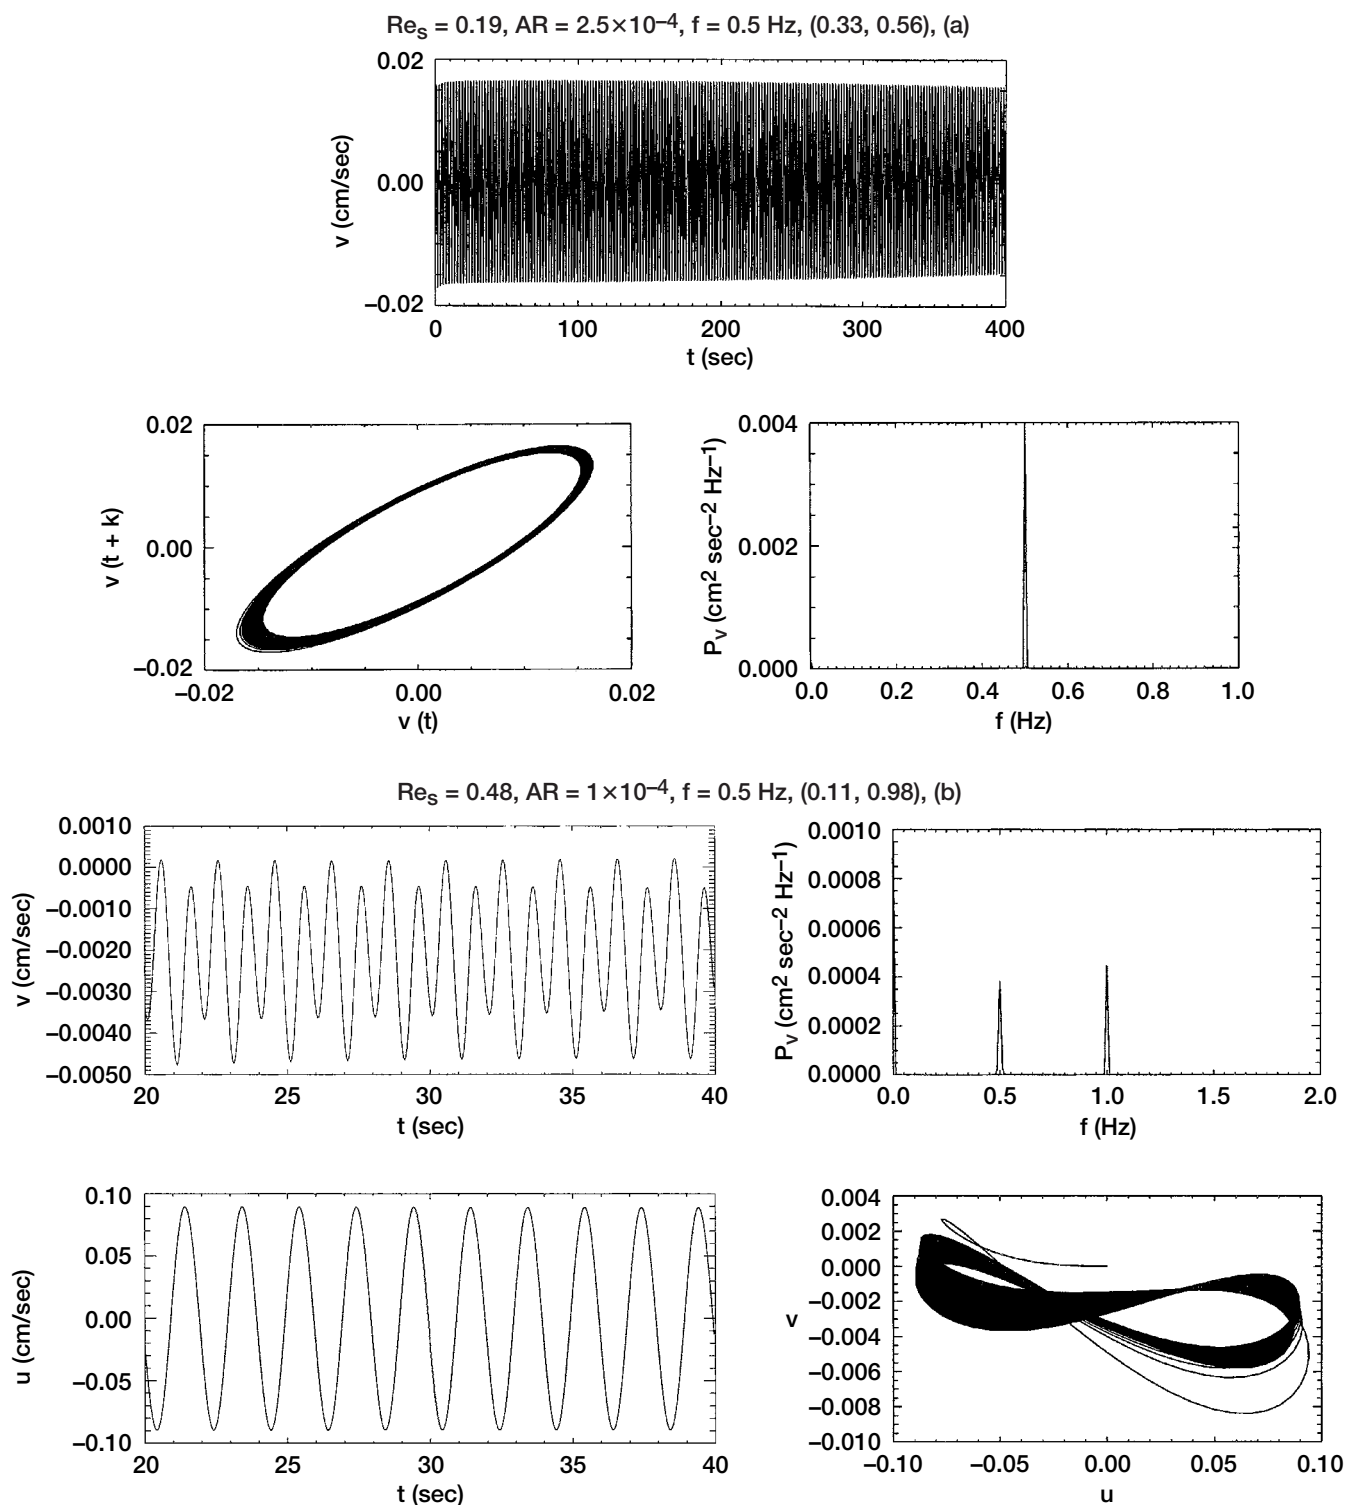 Reₛ = 0.19, AR = 2.5×10⁻⁴, f = 0.5 Hz, (0.33, 0.56), (a)
0.02
0.00
−0.02
v (cm/sec)
0 100 200 300 400
t (sec)
0.02
0.00
−0.02
v (t + k)
−0.02 0.00 0.02
v (t)
0.004
0.002
0.000
Pᵥ (cm² sec⁻² Hz⁻¹)
0.0 0.2 0.4 0.6 0.8 1.0
f (Hz)
Reₛ = 0.48, AR = 1×10⁻⁴, f = 0.5 Hz, (0.11, 0.98), (b)
0.0010
0.0000
−0.0010
−0.0020
−0.0030
−0.0040
−0.0050
v (cm/sec)
20 25 30 35 40
t (sec)
0.0010
0.0008
0.0006
0.0004
0.0002
0.0000
Pᵥ (cm² sec⁻² Hz⁻¹)
0.0 0.5 1.0 1.5 2.0
f (Hz)
0.10
0.05
0.00
−0.05
−0.10
u (cm/sec)
20 25 30 35 40
t (sec)
0.004
0.002
0.000
−0.002
−0.004
−0.006
−0.008
−0.010
v
−0.10 −0.05 0.00 0.05 0.10
u